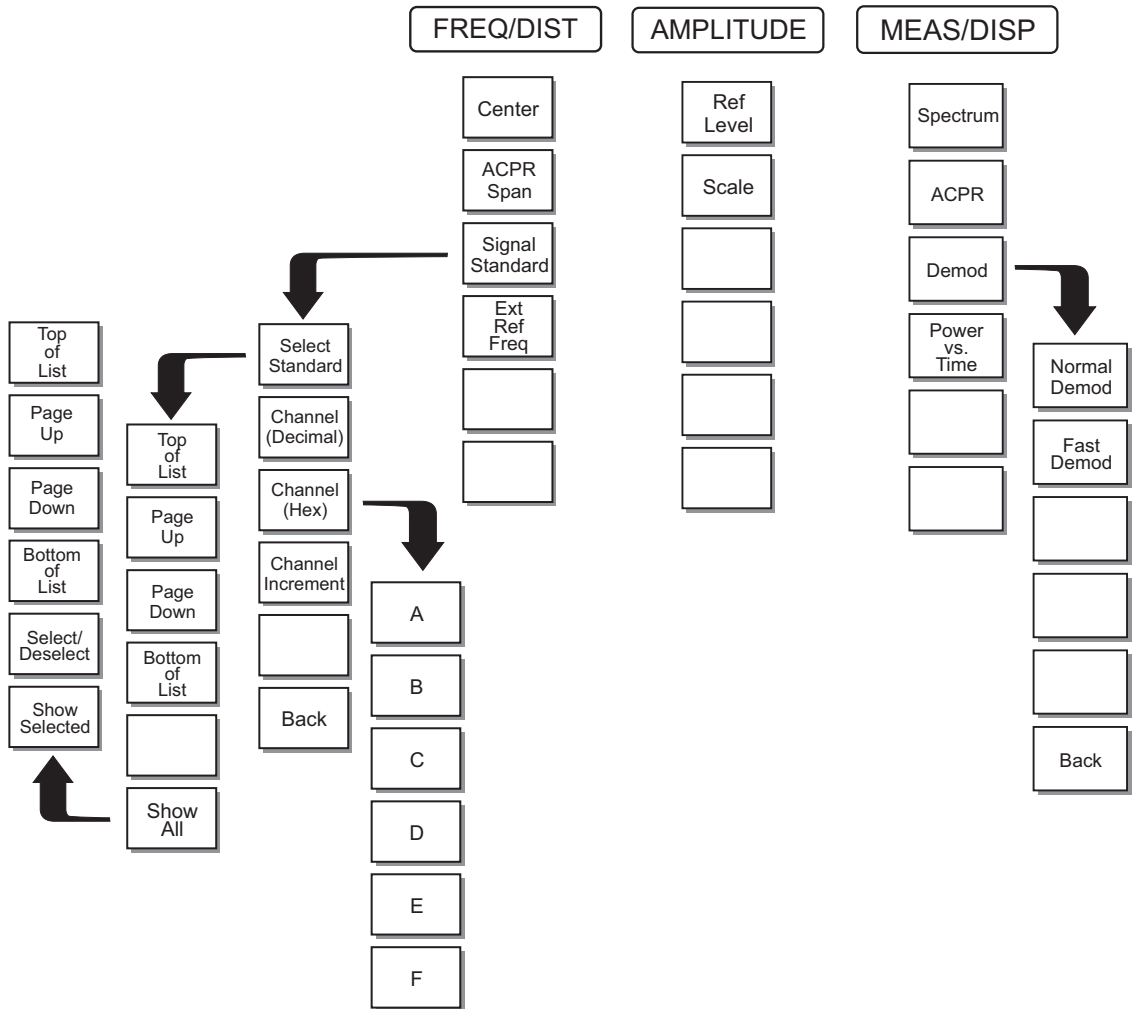 FREQ/DIST
AMPLITUDE
MEAS/DISP
Center
ACPR
Span
Signal
Standard
Ext
Ref
Freq
Ref
Level
Scale
Spectrum
ACPR
Demod
Power
vs.
Time
Normal
Demod
Fast
Demod
Back
Select
Standard
Channel
(Decimal)
Channel
(Hex)
Channel
Increment
Back
A
B
C
D
E
F
Top
of
List
Page
Up
Page
Down
Bottom
of
List
Show
All
Top
of
List
Page
Up
Page
Down
Bottom
of
List
Select/
Deselect
Show
Selected